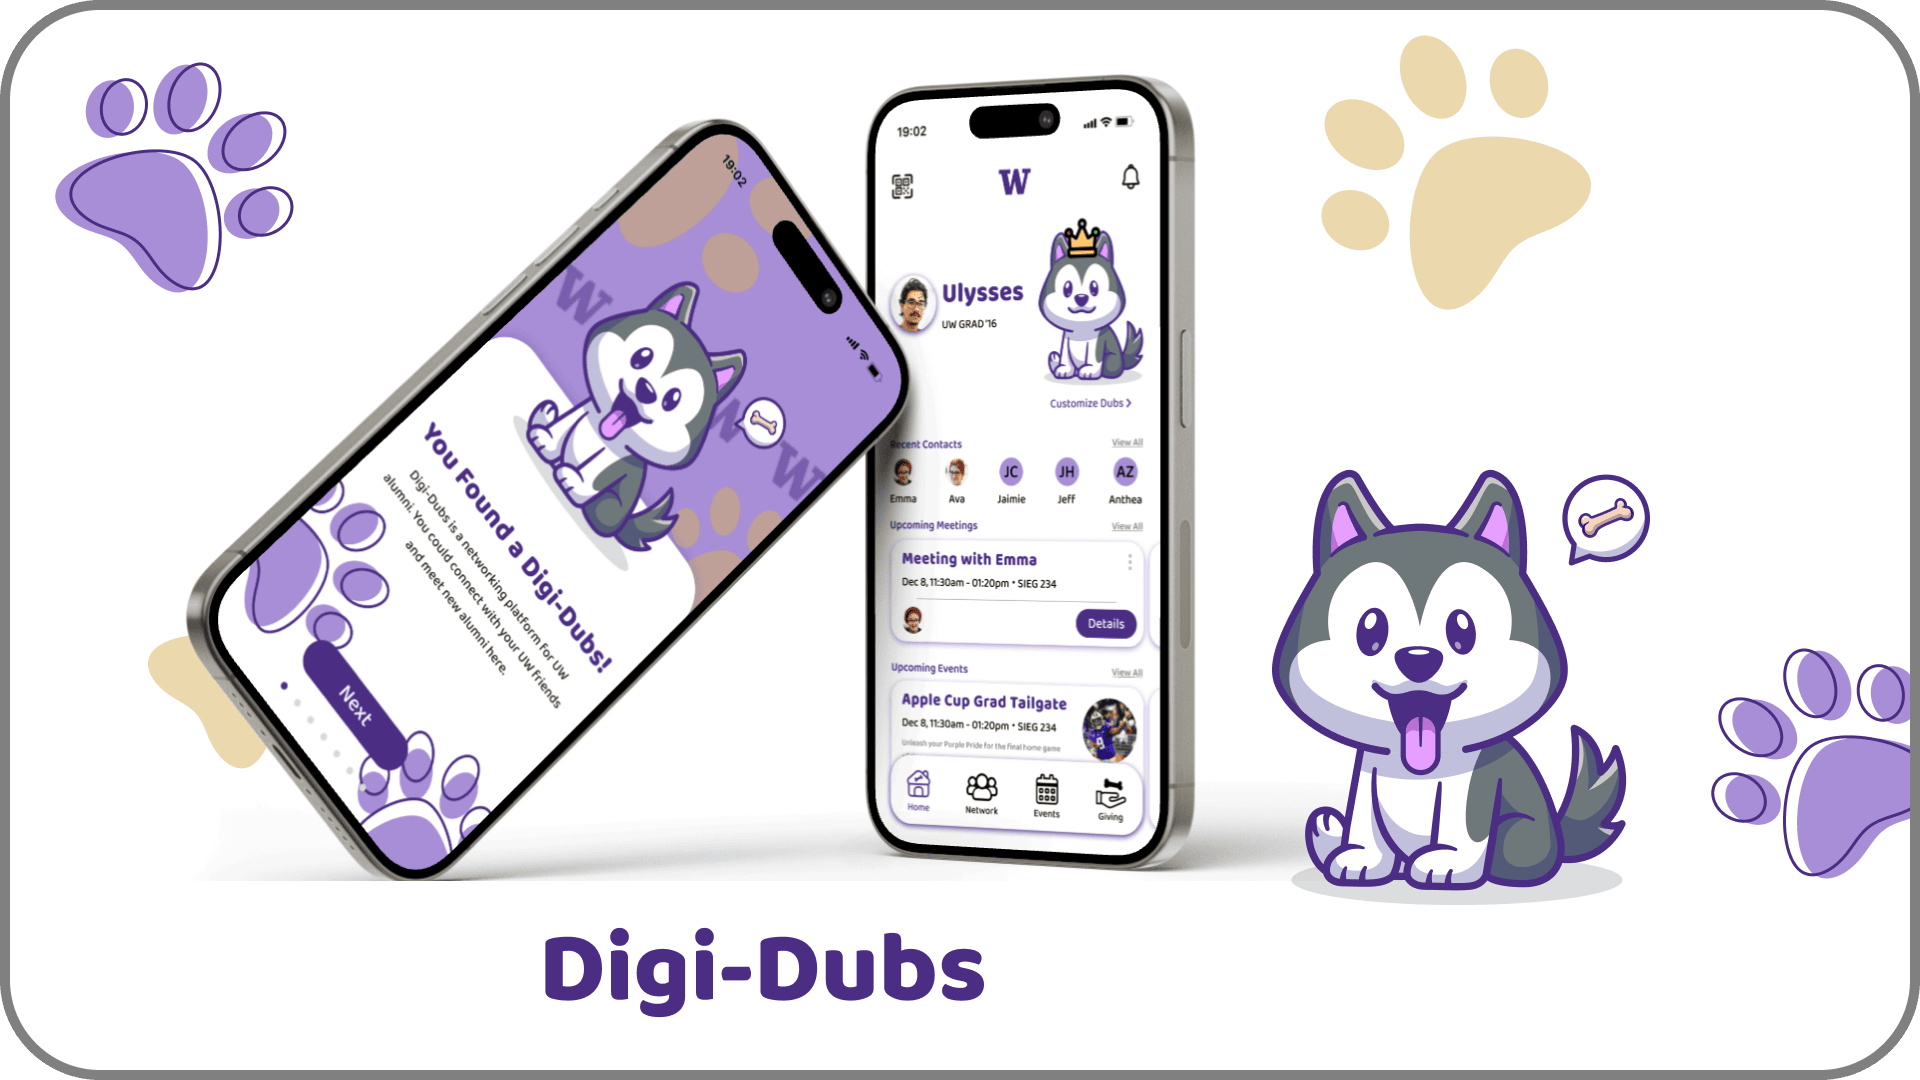 19:02
W
W
W
You Found a Digi-Dubs!
Digi-Dubs is a networking platform for UW
alumni. You could connect with your UW friends
and meet new alumni here.
Next
19:02
W
Ulysses
UW GRAD '16
Customize Dubs >
Recent Contacts
View All
JC
JH
AZ
Emma
Ava
Jaimie
Jeff
Anthea
Upcoming Meetings
View All
Meeting with Emma
Dec 8, 11:30am - 01:20pm • SIEG 234
Details
Upcoming Events
View All
Apple Cup Grad Tailgate
Dec 8, 11:30am - 01:20pm • SIEG 234
Unleash your Purple Pride for the final home game
9
Home
Network
Events
Giving
Digi-Dubs